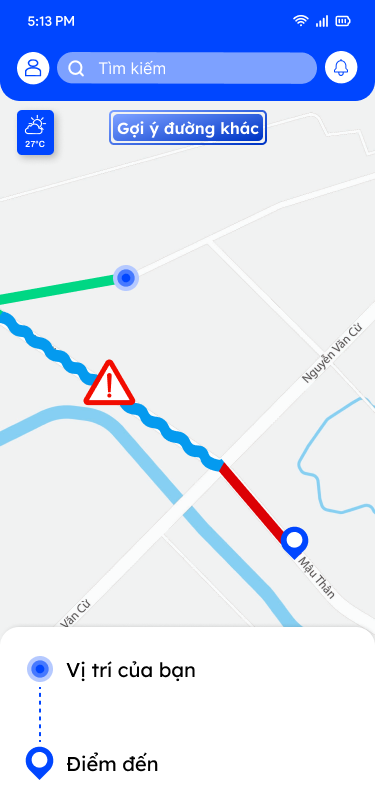 5:13 PM
Tìm kiếm
27°C
Gợi ý đường khác
Nguyễn Văn Cừ
Mậu Thân
Văn Cừ
Vị trí của bạn
Điểm đến